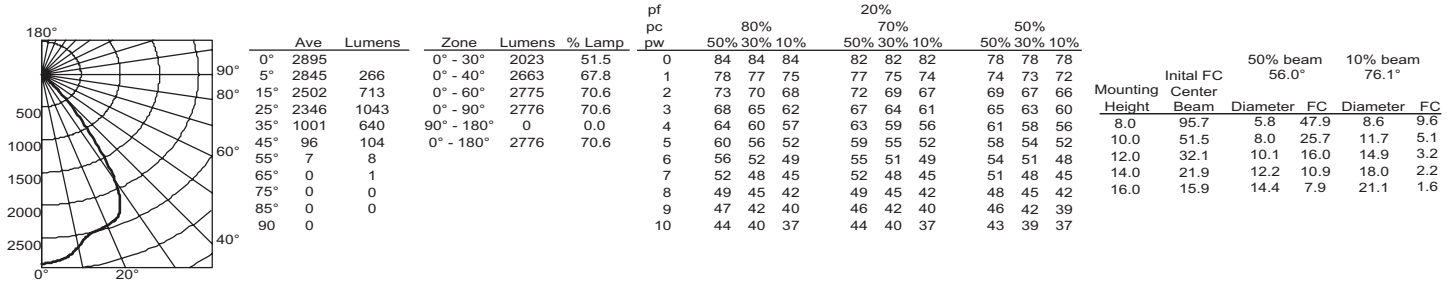 180°
90°
80°
60°
40°
20°
0°
500
1000
1500
2000
2500
Ave Lumens
0° 2895
5° 2845 266
15° 2502 713
25° 2346 1043
35° 1001 640
45° 96 104
55° 7 8
65° 0 1
75° 0 0
85° 0 0
90 0
Zone Lumens % Lamp
0° - 30° 2023 51.5
0° - 40° 2663 67.8
0° - 60° 2775 70.6
0° - 90° 2776 70.6
90° - 180° 0 0.0
0° - 180° 2776 70.6
pf 20%
pc 80% 70% 50%
pw 50% 30% 10% 50% 30% 10% 50% 30% 10%
0 84 84 84 82 82 82 78 78 78
1 78 77 75 77 75 74 74 73 72
2 73 70 68 72 69 67 69 67 66
3 68 65 62 67 64 61 65 63 60
4 64 60 57 63 59 56 61 58 56
5 60 56 52 59 55 52 58 54 52
6 56 52 49 55 51 49 54 51 48
7 52 48 45 52 48 45 51 48 45
8 49 45 42 49 45 42 48 45 42
9 47 42 40 46 42 40 46 42 39
10 44 40 37 44 40 37 43 39 37
50% beam 10% beam
56.0° 76.1°
Mounting Inital FC
Height Center
Beam Diameter FC Diameter FC
8.0 95.7 5.8 47.9 8.6 9.6
10.0 51.5 8.0 25.7 11.7 5.1
12.0 32.1 10.1 16.0 14.9 3.2
14.0 21.9 12.2 10.9 18.0 2.2
16.0 15.9 14.4 7.9 21.1 1.6